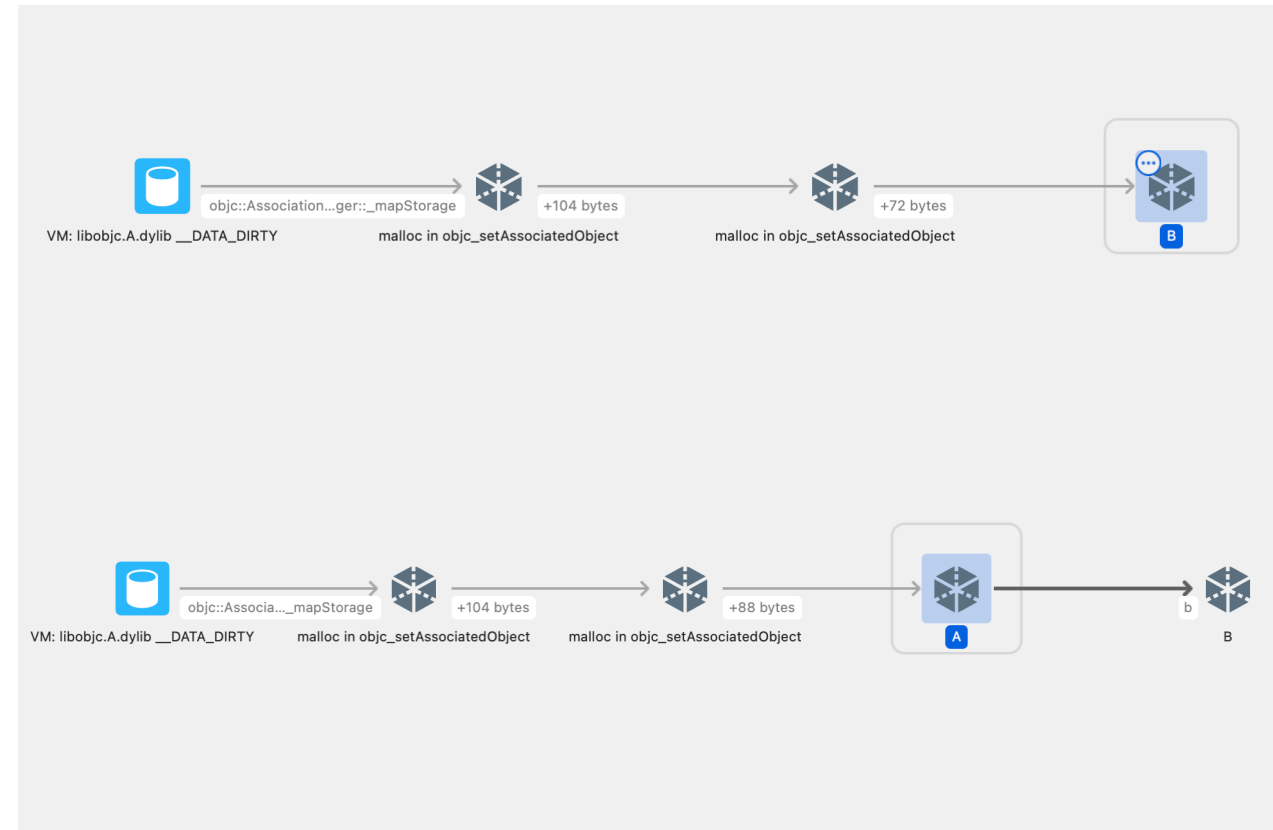 objc::Association...ger::_mapStorage
+104 bytes
+72 bytes
VM: libobjc.A.dylib __DATA_DIRTY
malloc in objc_setAssociatedObject
malloc in objc_setAssociatedObject
B
objc::Associa..._mapStorage
+104 bytes
+88 bytes
b
VM: libobjc.A.dylib __DATA_DIRTY
malloc in objc_setAssociatedObject
malloc in objc_setAssociatedObject
A
B